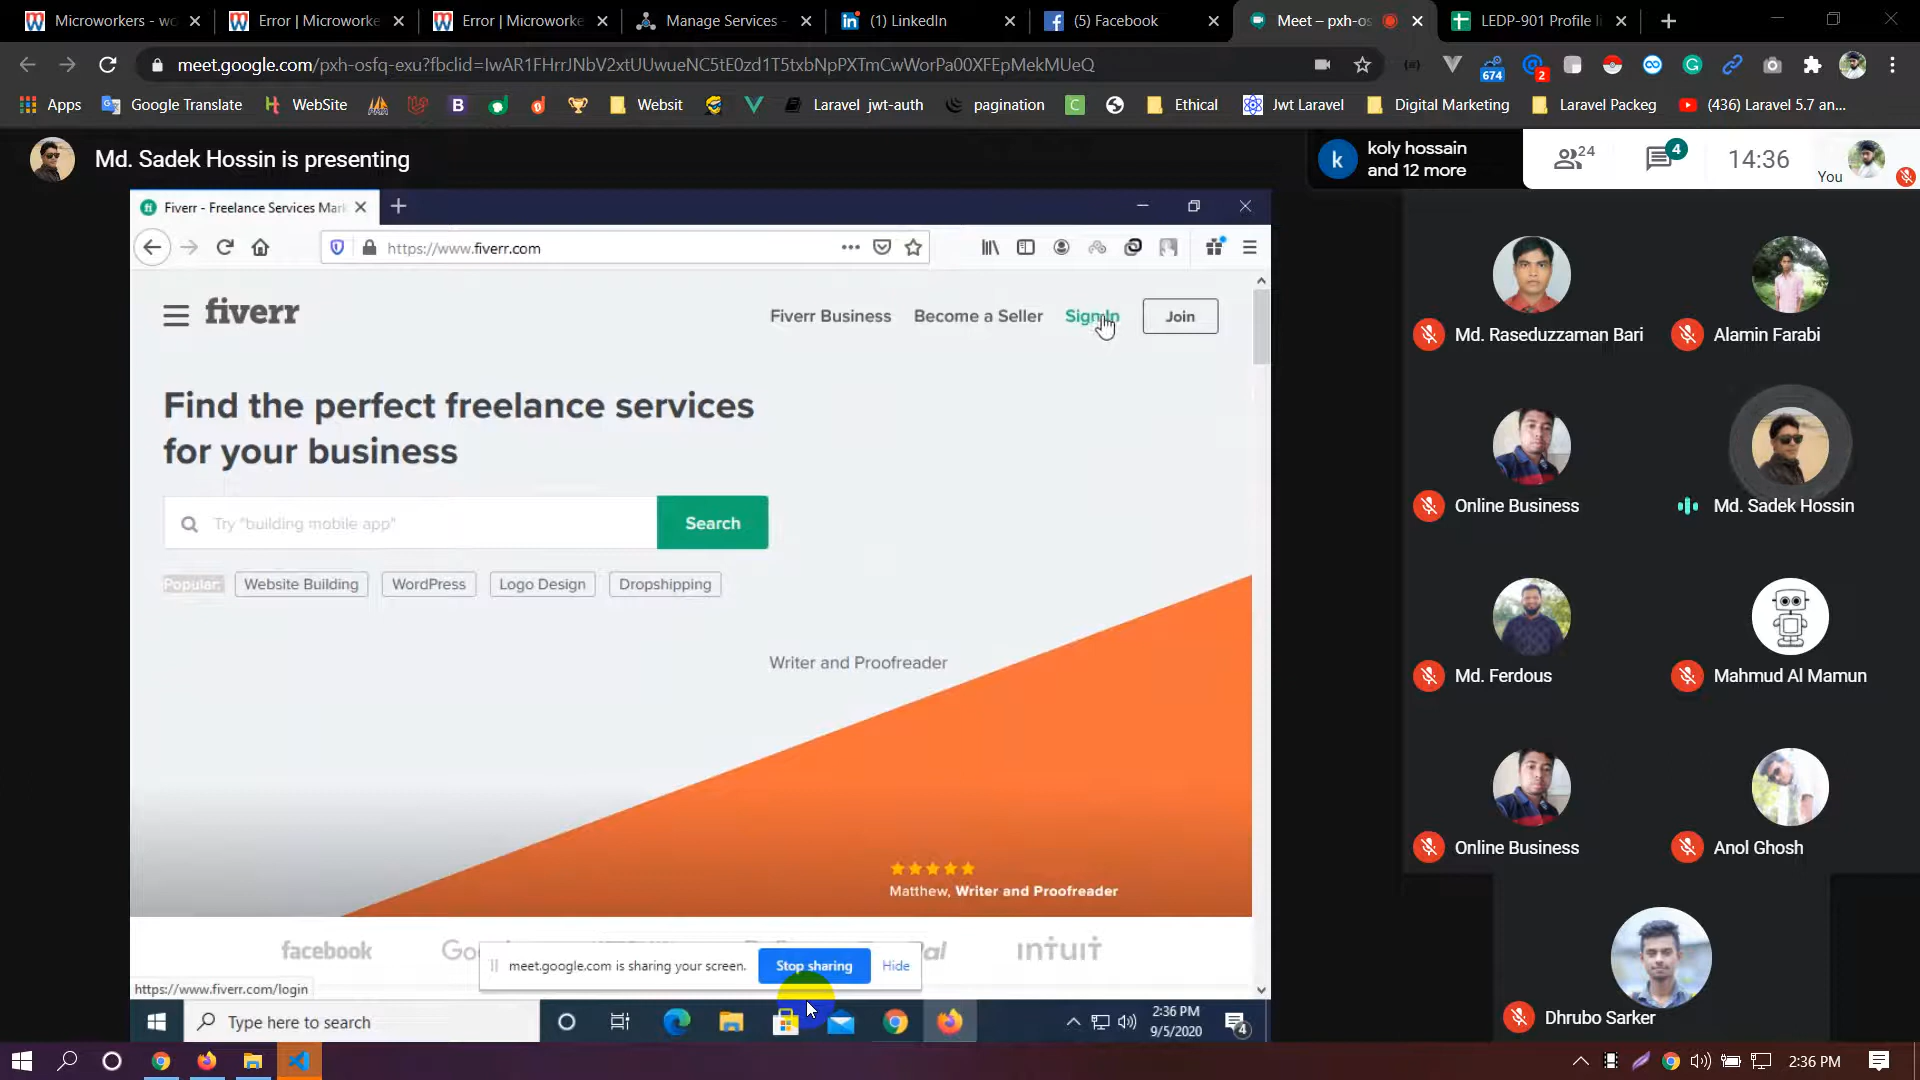 Microworkers - wo
Error | Microworke
Error | Microworke
Manage Services -
(1) LinkedIn
(5) Facebook
Meet – pxh-os
LEDP-901 Profile li
meet.google.com/pxh-osfq-exu?fbclid=IwAR1FHrrJNbV2xtUUwueNC5tE0zd1T5txbNpPXTmCwWorPa00XFEpMekMUeQ
674
2
Apps
Google Translate
WebSite
Websit
Laravel jwt-auth
pagination
Ethical
Jwt Laravel
Digital Marketing
Laravel Packeg
(436) Laravel 5.7 an...
Md. Sadek Hossin is presenting
k
koly hossain
and 12 more
24
4
14:36
You
Fiverr - Freelance Services Mark
https://www.fiverr.com
fiverr
Fiverr Business
Become a Seller
Sign In
Join
Find the perfect freelance services
for your business
Try "building mobile app"
Search
Popular:
Website Building
WordPress
Logo Design
Dropshipping
Writer and Proofreader
Matthew, Writer and Proofreader
facebook
intuit
meet.google.com is sharing your screen.
Stop sharing
Hide
https://www.fiverr.com/login
Type here to search
2:36 PM
9/5/2020
4
Md. Raseduzzaman Bari
Alamin Farabi
Online Business
Md. Sadek Hossin
Md. Ferdous
Mahmud Al Mamun
Online Business
Anol Ghosh
Dhrubo Sarker
2:36 PM